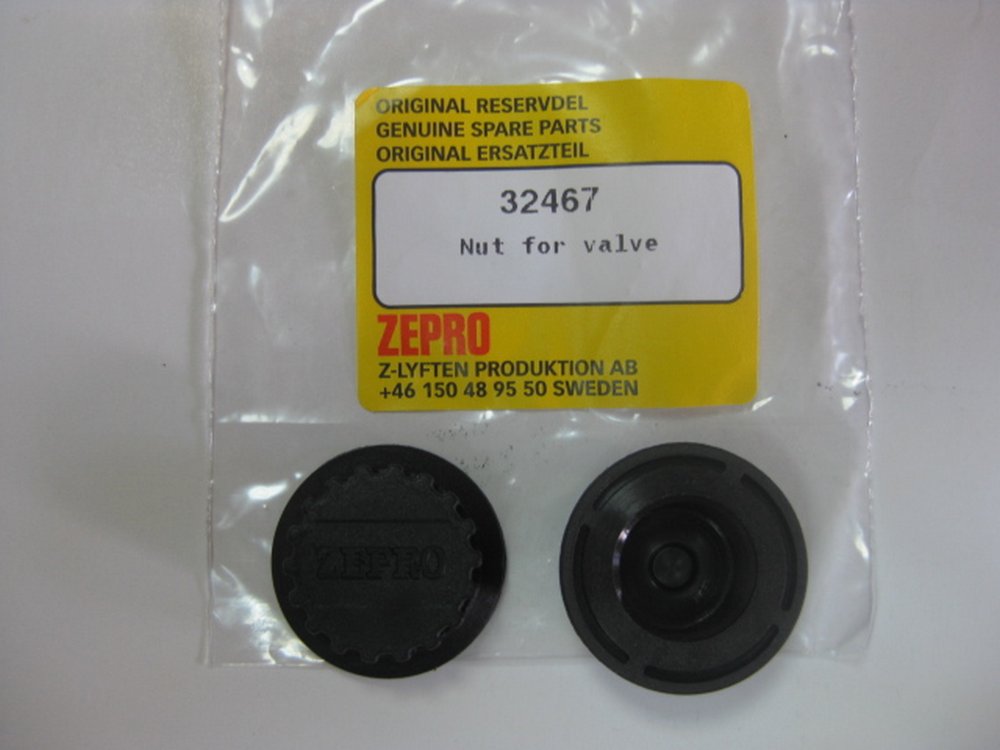 ORIGINAL RESERVDEL
GENUINE SPARE PARTS
ORIGINAL ERSATZTEIL
32467
Nut for valve
ZEPRO
Z-LYFTEN PRODUKTION AB
+46 150 48 95 50 SWEDEN
ZEPRO